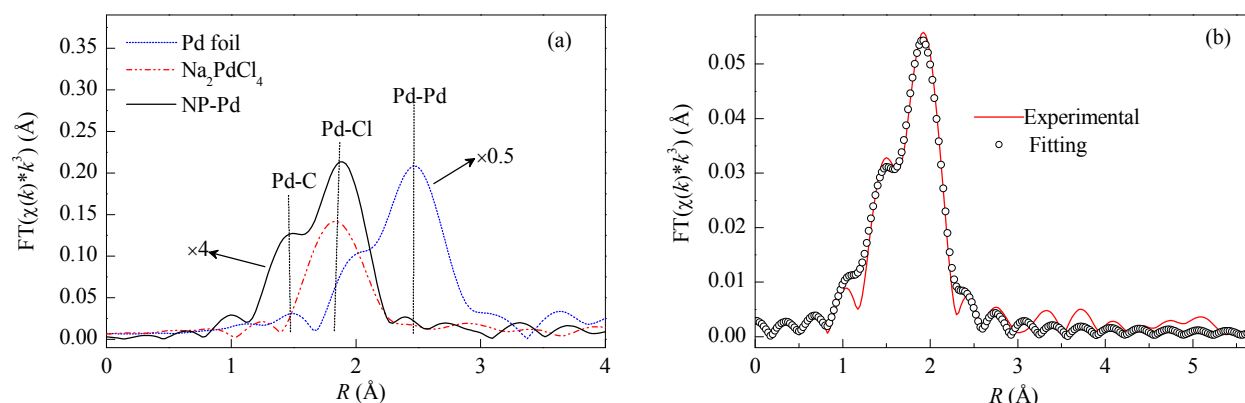 (a)
Pd foil
Na₂PdCl₄
NP-Pd
Pd-Pd
Pd-Cl
Pd-C
×0.5
×4
0.35
0.30
0.25
0.20
0.15
0.10
0.05
0.00
FT(χ(k)*k³) (Å)
0 1 2 3 4
R (Å)
(b)
Experimental
Fitting
0.05
0.04
0.03
0.02
0.01
0.00
FT(χ(k)*k³) (Å)
0 1 2 3 4 5
R (Å)